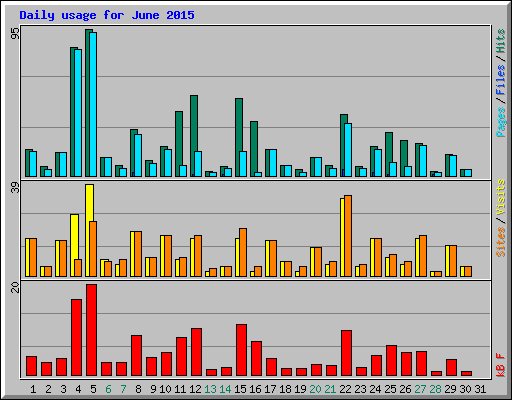 Daily usage for June 2015
95
Pages / Files / Hits
39
Sites / Visits
20
kB F
1 2 3 4 5 6 7 8 9 10 11 12 13 14 15 16 17 18 19 20 21 22 23 24 25 26 27 28 29 30 31